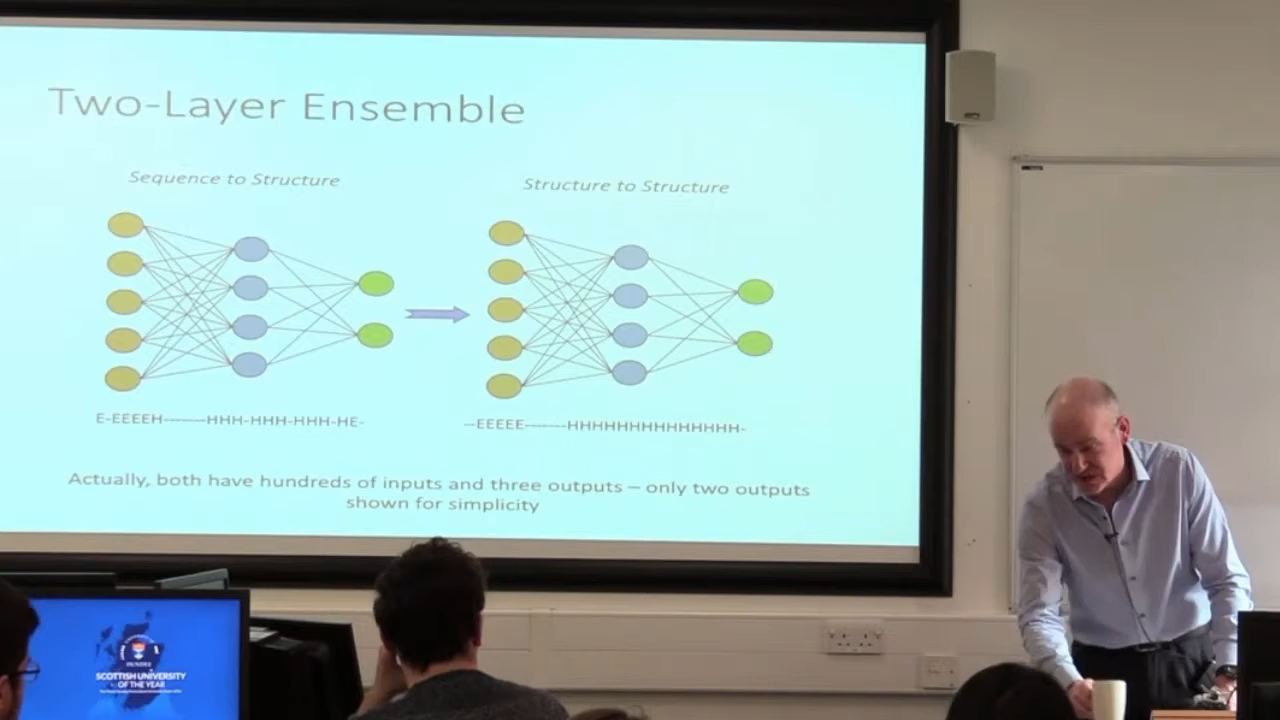 Two-Layer Ensemble
Sequence to Structure
Structure to Structure
E-EEEEH-------HHH-HHH-HHH-HE-
--EEEEE-------HHHHHHHHHHHHHH-
Actually, both have hundreds of inputs and three outputs – only two outputs
shown for simplicity
DUNDEE
SCOTTISH UNIVERSITY
OF THE YEAR